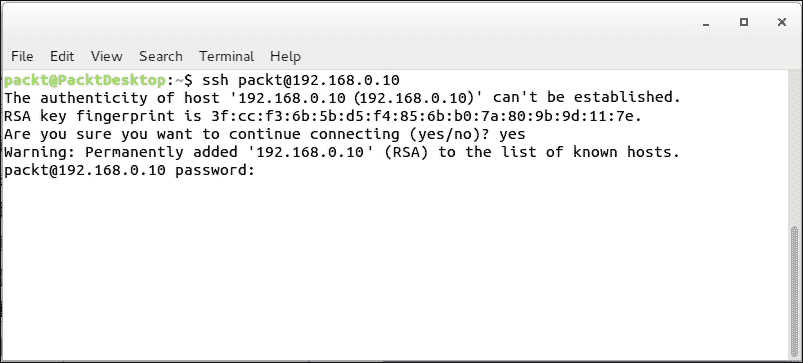 File Edit View Search Terminal Help
packt@PacktDesktop:~$ ssh packt@192.168.0.10
The authenticity of host '192.168.0.10 (192.168.0.10)' can't be established.
RSA key fingerprint is 3f:cc:f3:6b:5b:d5:f4:85:6b:b0:7a:80:9b:9d:11:7e.
Are you sure you want to continue connecting (yes/no)? yes
Warning: Permanently added '192.168.0.10' (RSA) to the list of known hosts.
packt@192.168.0.10 password: